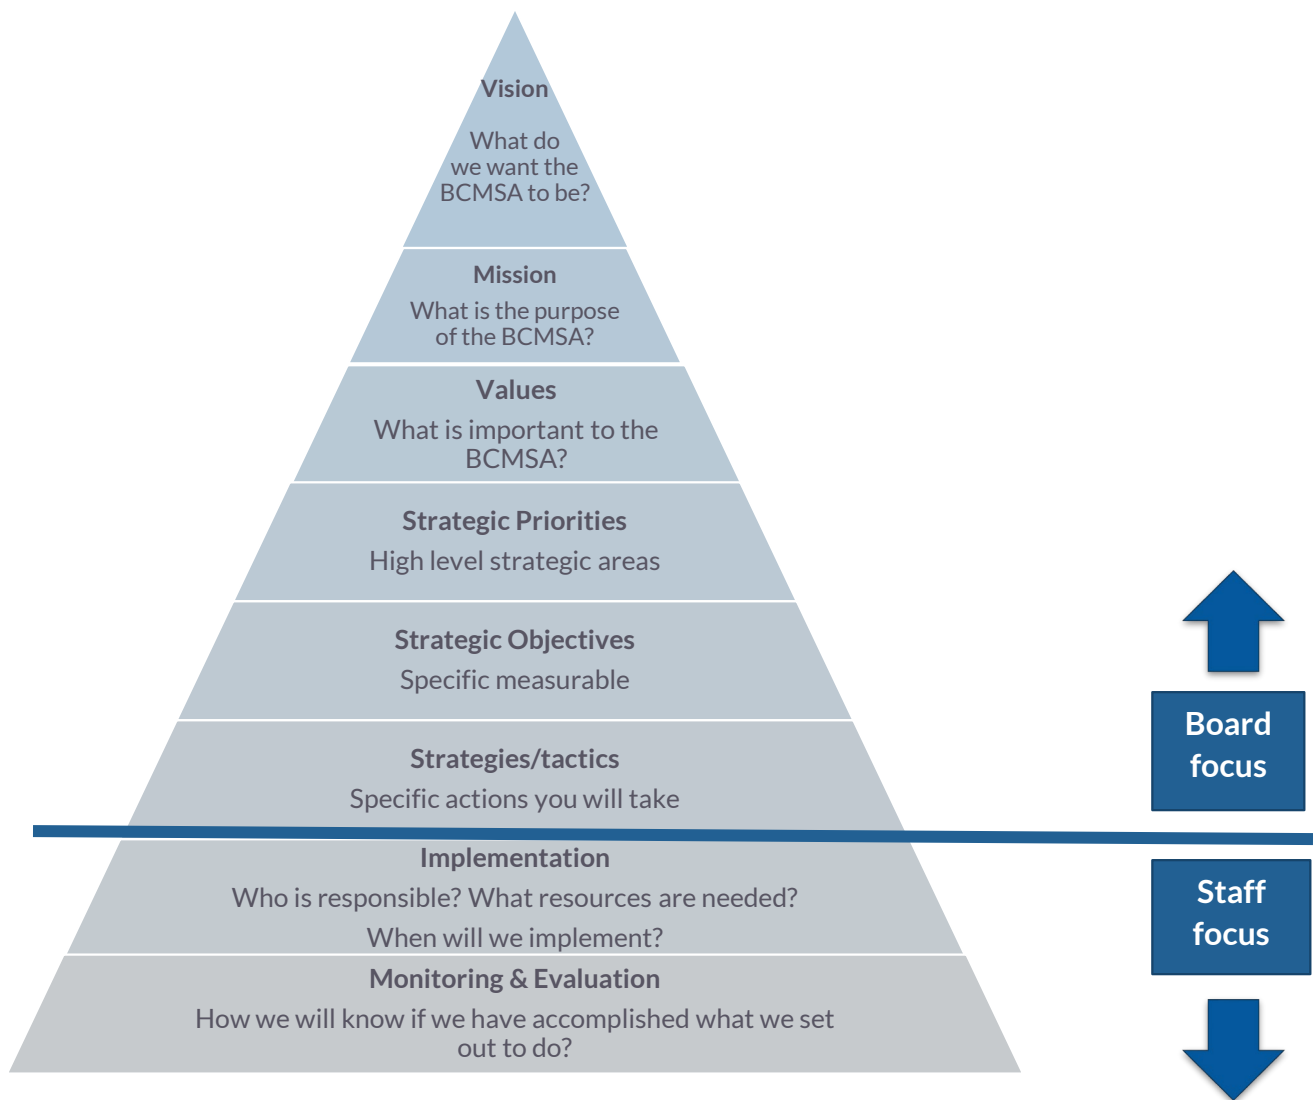 Vision
What do
we want the
BCMSA to be?
Mission
What is the purpose
of the BCMSA?
Values
What is important to the
BCMSA?
Strategic Priorities
High level strategic areas
Strategic Objectives
Specific measurable
Strategies/tactics
Specific actions you will take
Implementation
Who is responsible? What resources are needed?
When will we implement?
Monitoring & Evaluation
How we will know if we have accomplished what we set
out to do?
Board
focus
Staff
focus